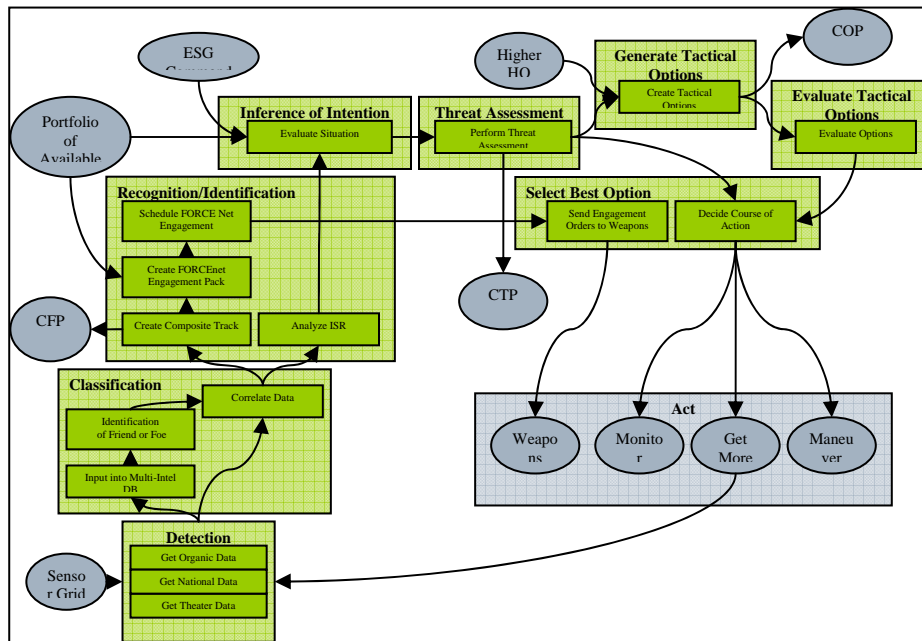 ESG
Command
Higher
HQ
COP
Generate Tactical
Options
Create Tactical
Options
Evaluate Tactical
Options
Evaluate Options
Portfolio
of
Available
Inference of Intention
Evaluate Situation
Threat Assessment
Perform Threat
Assessment
Recognition/Identification
Schedule FORCE Net
Engagement
Create FORCEnet
Engagement Pack
Create Composite Track
Analyze ISR
CFP
Select Best Option
Send Engagement
Orders to Weapons
Decide Course of
Action
CTP
Classification
Correlate Data
Identification
of Friend or Foe
Input into Multi-Intel
DB
Act
Weapo
ns
Monito
r
Get
More
Maneu
ver
Detection
Get Organic Data
Get National Data
Get Theater Data
Senso
r Grid